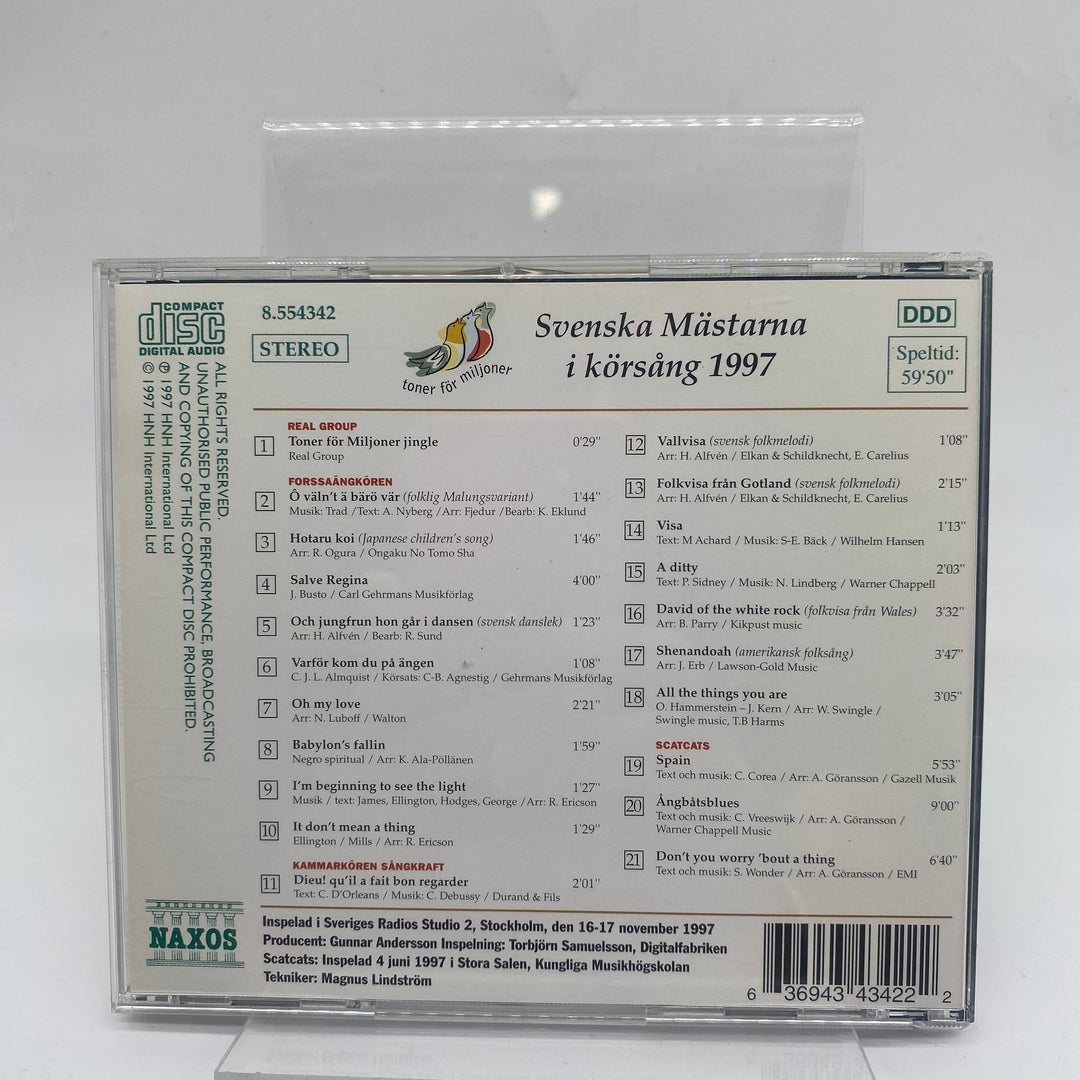 COMPACT
disc
DIGITAL AUDIO
ALL RIGHTS RESERVED.
UNAUTHORISED PUBLIC PERFORMANCE, BROADCASTING
AND COPYING OF THIS COMPACT DISC PROHIBITED.
℗ 1997 HNH International Ltd
© 1997 HNH International Ltd
NAXOS
8.554342
STEREO
toner för miljoner
Svenska Mästarna
i körsång 1997
DDD
Speltid:
59'50"
REAL GROUP
1 Toner för Miljoner jingle 0'29"
Real Group
FORSSAÅNGKÖREN
2 Ô väln't ä bärö vär (folklig Malungsvariant) 1'44"
Musik: Trad /Text: A. Nyberg /Arr: Fjedur /Bearb: K. Eklund
3 Hotaru koi (Japanese children's song) 1'46"
Arr: R. Ogura / Ongaku No Tomo Sha
4 Salve Regina 4'00"
J. Busto / Carl Gehrmans Musikförlag
5 Och jungfrun hon går i dansen (svensk danslek) 1'23"
Arr: H. Alfvén / Bearb: R. Sund
6 Varför kom du på ängen 1'08"
C. J. L. Almquist / Körsats: C-B. Agnestig / Gehrmans Musikförlag
7 Oh my love 2'21"
Arr: N. Luboff / Walton
8 Babylon's fallin 1'59"
Negro spiritual / Arr: K. Ala-Pöllänen
9 I'm beginning to see the light 1'27"
Musik / text: James, Ellington, Hodges, George /Arr: R. Ericson
10 It don't mean a thing 1'29"
Ellington / Mills / Arr: R. Ericson
KAMMARKÖREN SÅNGKRAFT
11 Dieu! qu'il a fait bon regarder 2'01"
Text: C. D'Orleans / Musik: C. Debussy / Durand & Fils
12 Vallvisa (svensk folkmelodi) 1'08"
Arr: H. Alfvén / Elkan & Schildknecht, E. Carelius
13 Folkvisa från Gotland (svensk folkmelodi) 2'15"
Arr: H. Alfvén / Elkan & Schildknecht, E. Carelius
14 Visa 1'13"
Text: M Achard / Musik: S-E. Bäck / Wilhelm Hansen
15 A ditty 2'03"
Text: P. Sidney / Musik: N. Lindberg / Warner Chappell
16 David of the white rock (folkvisa från Wales) 3'32"
Arr: B. Parry / Kikpust music
17 Shenandoah (amerikansk folksång) 3'47"
Arr: J. Erb / Lawson-Gold Music
18 All the things you are 3'05"
O. Hammerstein – J. Kern / Arr: W. Swingle /
Swingle music, T.B Harms
SCATCATS
19 Spain 5'53"
Text och musik: C. Corea / Arr: A. Göransson / Gazell Musik
20 Ångbåtsblues 9'00"
Text och musik: C. Vreeswijk / Arr: A. Göransson /
Warner Chappell Music
21 Don't you worry 'bout a thing 6'40"
Text och musik: S. Wonder / Arr: A. Göransson / EMI
Inspelad i Sveriges Radios Studio 2, Stockholm, den 16-17 november 1997
Producent: Gunnar Andersson Inspelning: Torbjörn Samuelsson, Digitalfabriken
Scatcats: Inspelad 4 juni 1997 i Stora Salen, Kungliga Musikhögskolan
Tekniker: Magnus Lindström
6 36943 43422 2